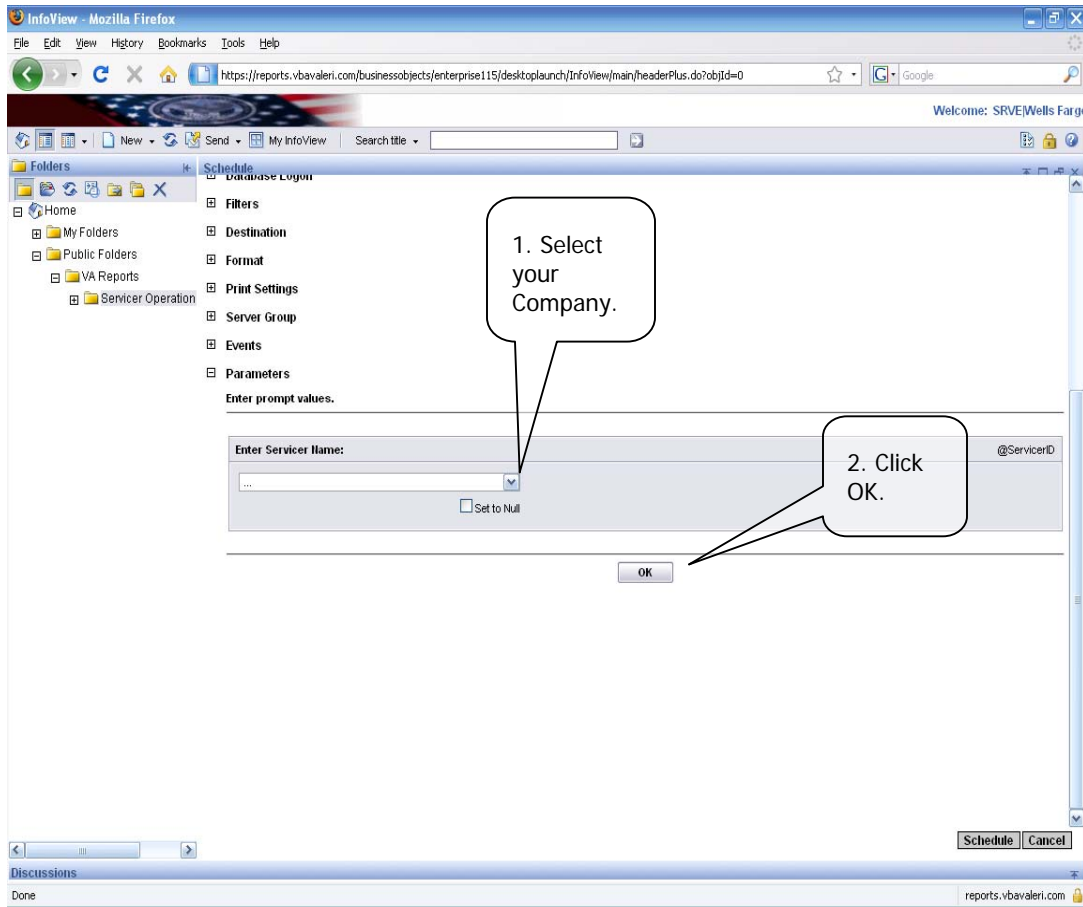 InfoView - Mozilla Firefox
File Edit View History Bookmarks Tools Help
https://reports.vbavaleri.com/businessobjects/enterprise115/desktoplaunch/InfoView/main/headerPlus.do?objId=0
G Google
Welcome: SRVE|Wells Farg
New Send My InfoView Search title
Folders
Schedule
Database Logon
Home
My Folders
Public Folders
VA Reports
Servicer Operation
Filters
Destination
Format
Print Settings
Server Group
Events
Parameters
Enter prompt values.
1. Select
your
Company.
Enter Servicer Name:
@ServicerID
...
Set to Null
2. Click
OK.
OK
Schedule Cancel
Discussions
Done
reports.vbavaleri.com